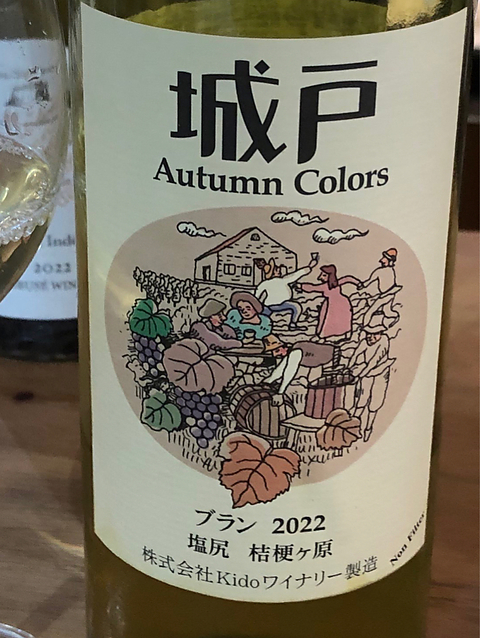 城戸
Autumn Colors
ブラン 2022
塩尻 桔梗ヶ原
株式会社Kidoワイナリー製造
Non Filter
2022